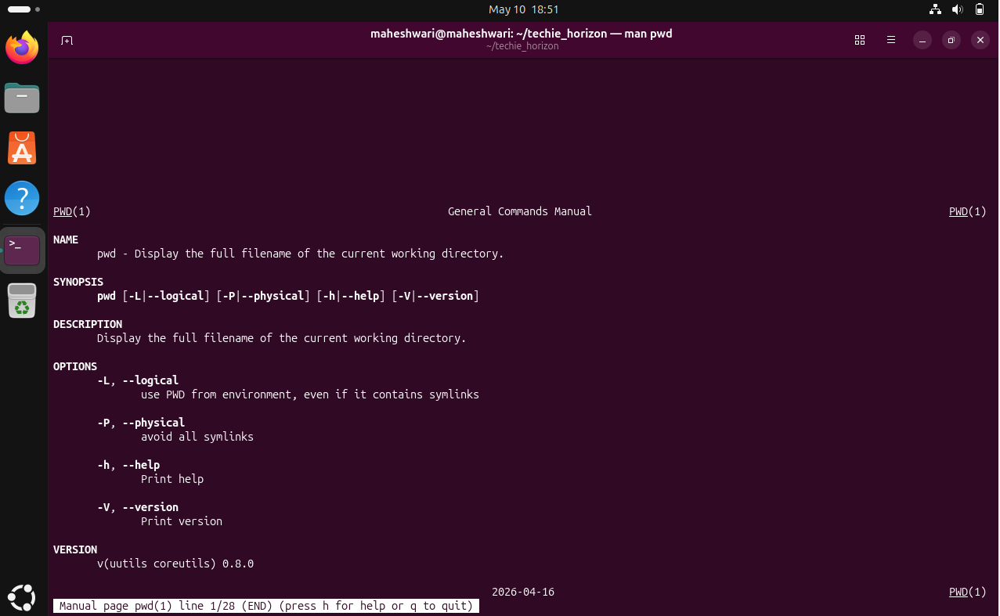 May 10 18:51
maheshwari@maheshwari: ~/techie_horizon — man pwd
~/techie_horizon
PWD(1) General Commands Manual PWD(1)
NAME
pwd - Display the full filename of the current working directory.
SYNOPSIS
pwd [-L|--logical] [-P|--physical] [-h|--help] [-V|--version]
DESCRIPTION
Display the full filename of the current working directory.
OPTIONS
-L, --logical
use PWD from environment, even if it contains symlinks
-P, --physical
avoid all symlinks
-h, --help
Print help
-V, --version
Print version
VERSION
v(uutils coreutils) 0.8.0
2026-04-16 PWD(1)
Manual page pwd(1) line 1/28 (END) (press h for help or q to quit)